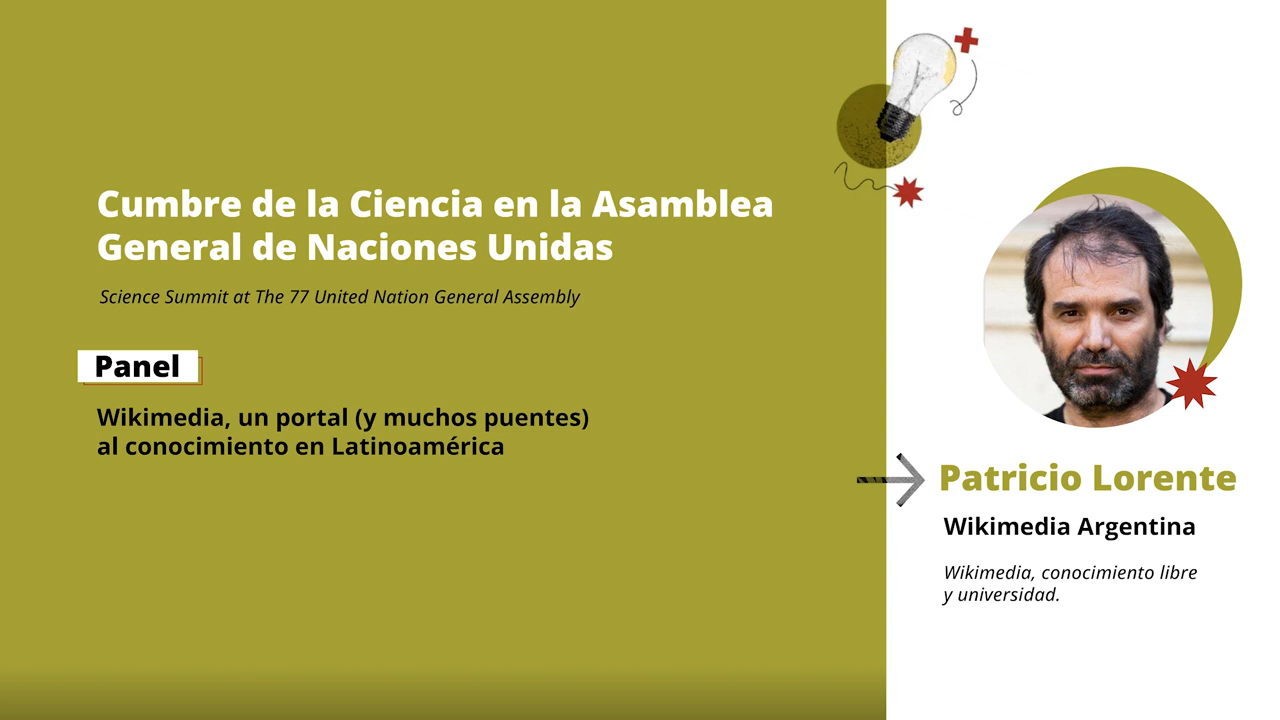 Cumbre de la Ciencia en la Asamblea
General de Naciones Unidas
Science Summit at The 77 United Nation General Assembly
Panel
Wikimedia, un portal (y muchos puentes)
al conocimiento en Latinoamérica
Patricio Lorente
Wikimedia Argentina
Wikimedia, conocimiento libre
y universidad.